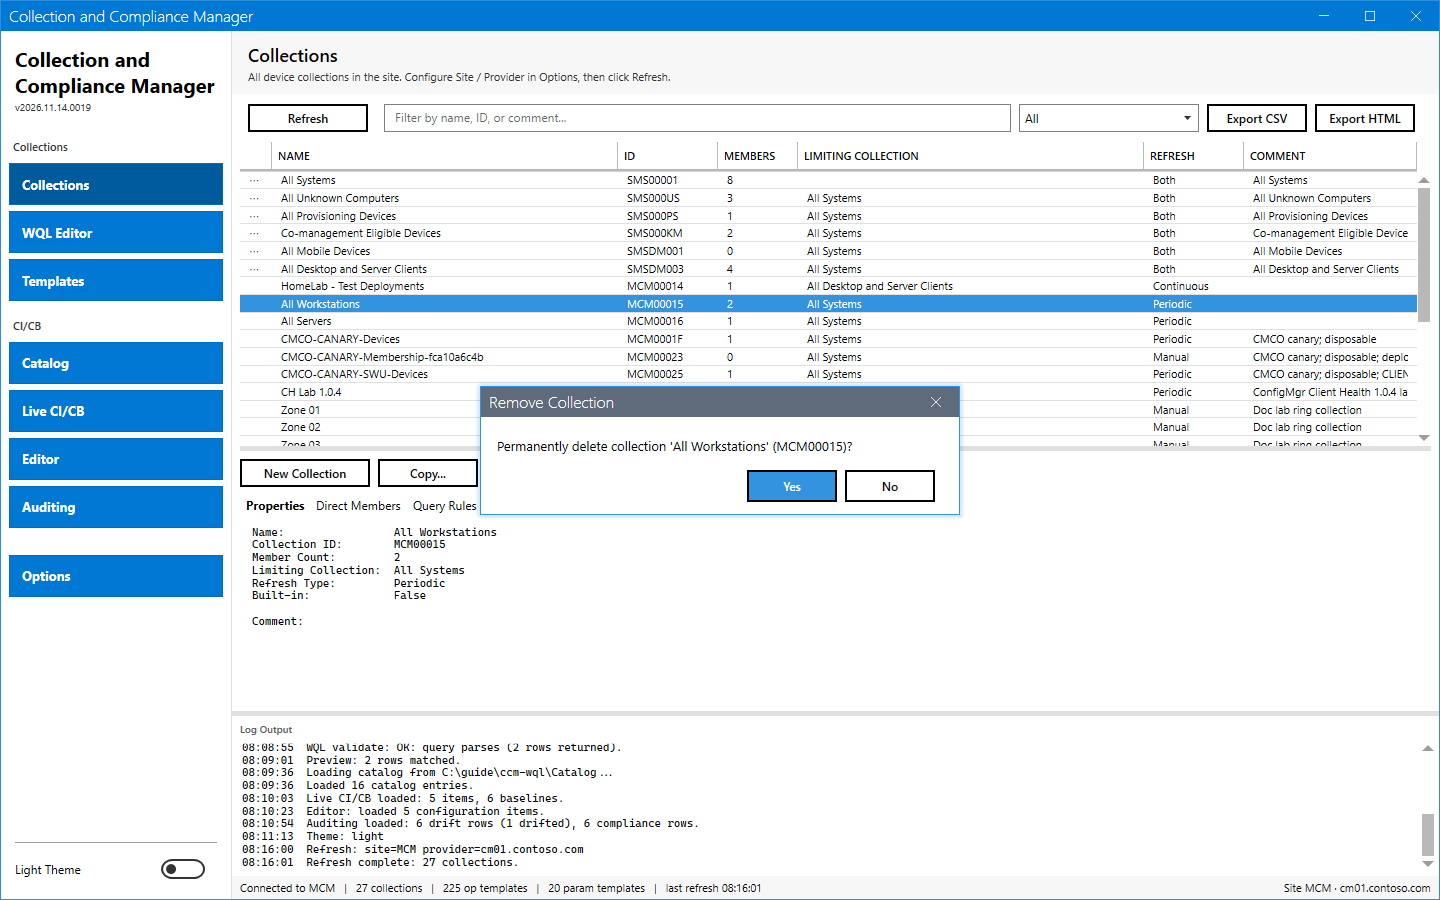 Collection and Compliance Manager
Collection and
Compliance Manager
v2026.11.14.0019
Collections
Collections
WQL Editor
Templates
CI/CB
Catalog
Live CI/CB
Editor
Auditing
Options
Light Theme
Collections
All device collections in the site. Configure Site / Provider in Options, then click Refresh.
Refresh Filter by name, ID, or comment... All Export CSV Export HTML
NAME ID MEMBERS LIMITING COLLECTION REFRESH COMMENT
... All Systems SMS00001 8 Both All Systems
... All Unknown Computers SMS000US 3 All Systems Both All Unknown Computers
... All Provisioning Devices SMS000PS 1 All Systems Both All Provisioning Devices
... Co-management Eligible Devices SMS000KM 2 All Systems Both Co-management Eligible Device
... All Mobile Devices SMSDM001 0 All Systems Both All Mobile Devices
... All Desktop and Server Clients SMSDM003 4 All Systems Both All Desktop and Server Clients
HomeLab - Test Deployments MCM00014 1 All Desktop and Server Clients Continuous
All Workstations MCM00015 2 All Systems Periodic
All Servers MCM00016 1 All Systems Periodic
CMCO-CANARY-Devices MCM0001F 1 All Systems Periodic CMCO canary; disposable
CMCO-CANARY-Membership-fca10a6c4b MCM00023 0 All Systems Manual CMCO canary; disposable; deplo
CMCO-CANARY-SWU-Devices MCM00025 1 All Systems Periodic CMCO canary; disposable; CLIEN
CH Lab 1.0.4 Periodic ConfigMgr Client Health 1.0.4 la
Zone 01 Manual Doc lab ring collection
Zone 02 Manual Doc lab ring collection
Zone 03 Manual Doc lab ring collection
Remove Collection
Permanently delete collection 'All Workstations' (MCM00015)?
Yes No
New Collection Copy...
Properties Direct Members Query Rules
Name: All Workstations
Collection ID: MCM00015
Member Count: 2
Limiting Collection: All Systems
Refresh Type: Periodic
Built-in: False
Comment:
Log Output
08:08:55 WQL validate: OK: query parses (2 rows returned).
08:09:01 Preview: 2 rows matched.
08:09:36 Loading catalog from C:\guide\ccm-wql\Catalog...
08:09:36 Loaded 16 catalog entries.
08:10:03 Live CI/CB loaded: 5 items, 6 baselines.
08:10:23 Editor: loaded 5 configuration items.
08:10:54 Auditing loaded: 6 drift rows (1 drifted), 6 compliance rows.
08:11:13 Theme: light
08:16:00 Refresh: site=MCM provider=cm01.contoso.com
08:16:01 Refresh complete: 27 collections.
Connected to MCM | 27 collections | 225 op templates | 20 param templates | last refresh 08:16:01 Site MCM · cm01.contoso.com